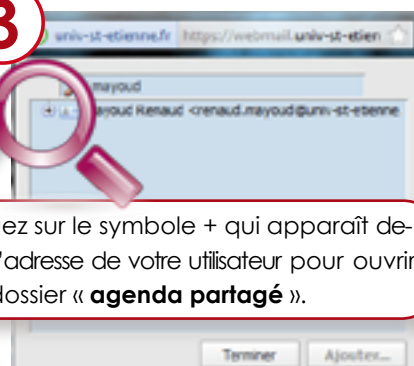 3
univ-st-etienne.fr https://webmail.univ-st-etien
mayoud
ayoud Renaud <renaud.mayoud@univ-st-etienne
ez sur le symbole + qui apparaît de-
'adresse de votre utilisateur pour ouvrir
dossier « agenda partagé ».
Terminer Ajouter...